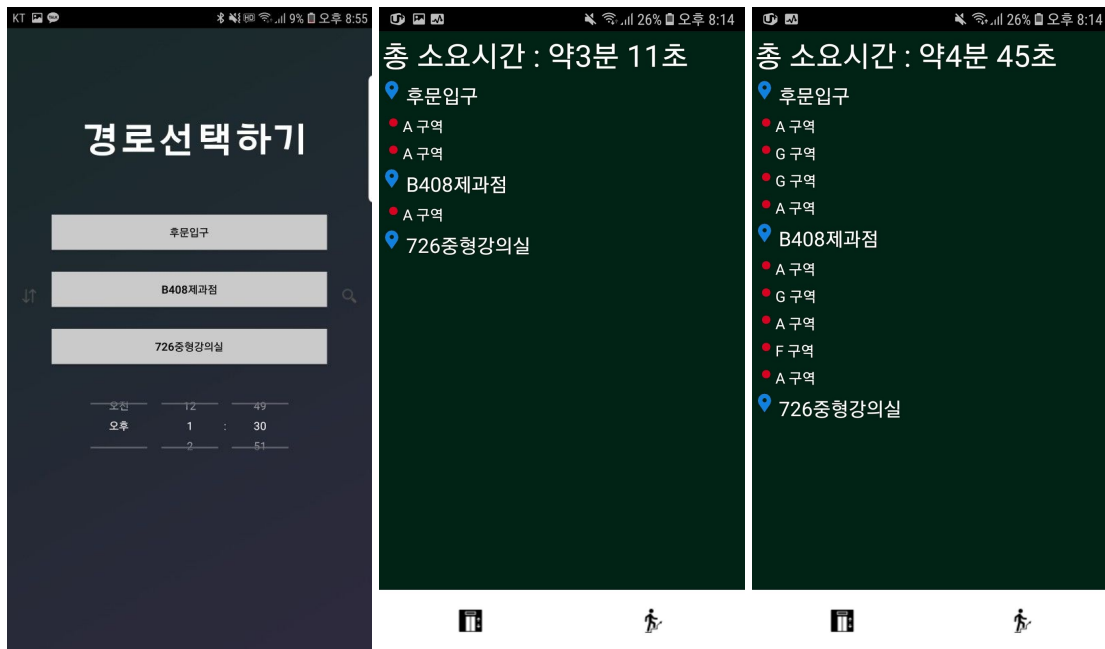 KT 9% 오후 8:55
경로선택하기
후문입구
B408제과점
726중형강의실
오전 12 49
오후 1 : 30
2 51
26% 오후 8:14
총 소요시간 : 약3분 11초
후문입구
A 구역
A 구역
B408제과점
A 구역
726중형강의실
26% 오후 8:14
총 소요시간 : 약4분 45초
후문입구
A 구역
G 구역
G 구역
A 구역
B408제과점
A 구역
G 구역
A 구역
F 구역
A 구역
726중형강의실